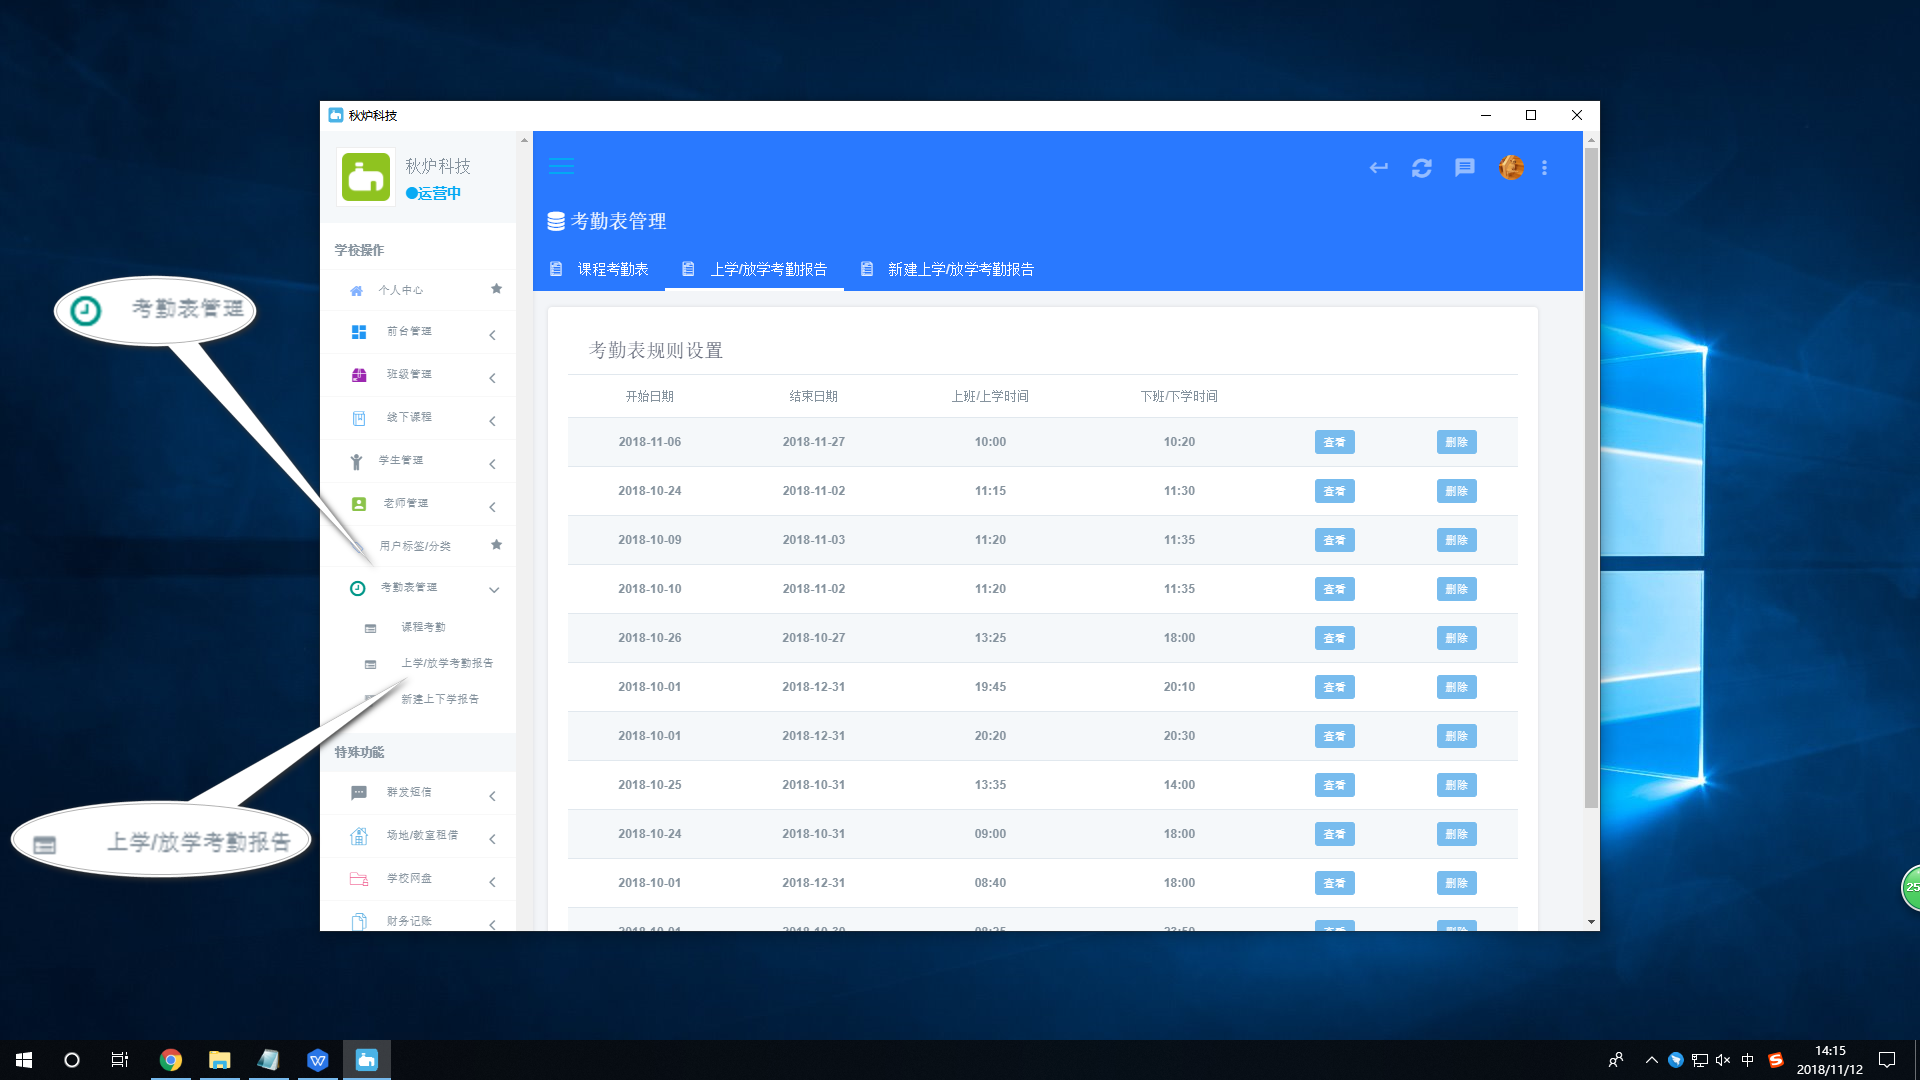 秋炉科技
秋炉科技
运营中
学校操作
个人中心
前台管理
班级管理
线下课程
学生管理
老师管理
用户标签/分类
考勤表管理
课程考勤
上学/放学考勤报告
新建上下学报告
特殊功能
群发短信
场地/教室租借
学校网盘
财务记账
考勤表管理
上学/放学考勤报告
考勤表管理
课程考勤表 上学/放学考勤报告 新建上学/放学考勤报告
考勤表规则设置
开始日期 结束日期 上班/上学时间 下班/下学时间
2018-11-06 2018-11-27 10:00 10:20 查看 删除
2018-10-24 2018-11-02 11:15 11:30 查看 删除
2018-10-09 2018-11-03 11:20 11:35 查看 删除
2018-10-10 2018-11-02 11:20 11:35 查看 删除
2018-10-26 2018-10-27 13:25 18:00 查看 删除
2018-10-01 2018-12-31 19:45 20:10 查看 删除
2018-10-01 2018-12-31 20:20 20:30 查看 删除
2018-10-25 2018-10-31 13:35 14:00 查看 删除
2018-10-24 2018-10-31 09:00 18:00 查看 删除
2018-10-01 2018-12-31 08:40 18:00 查看 删除
25
中
14:15
2018/11/12